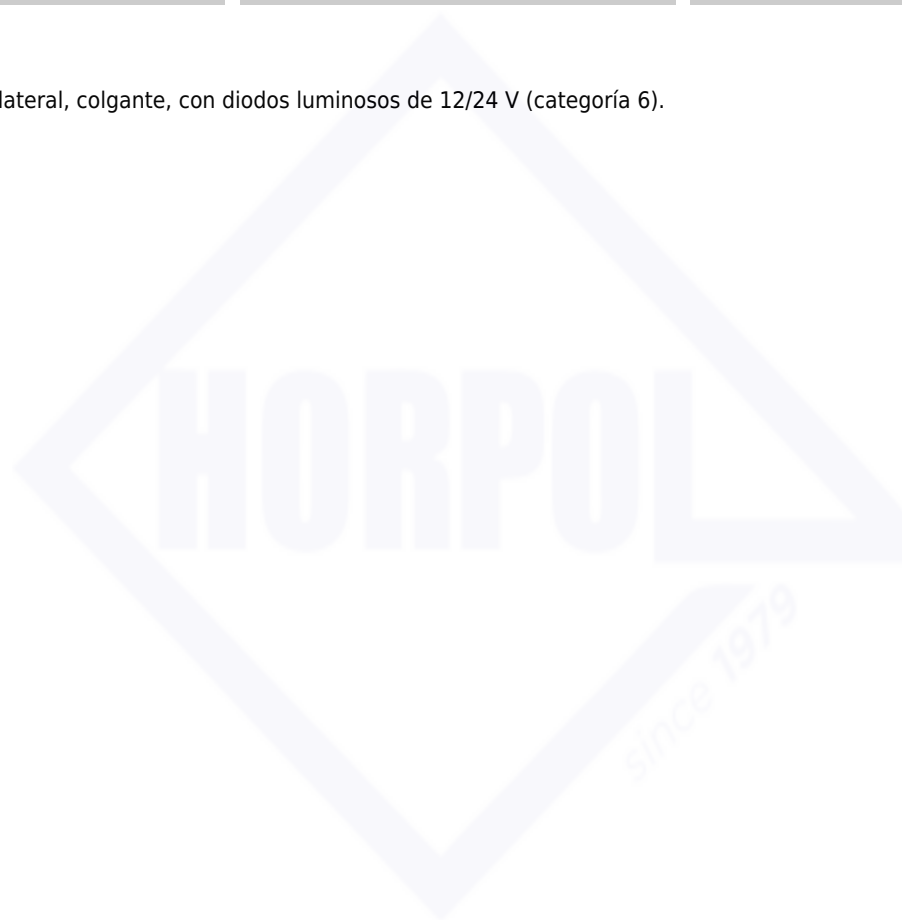 lateral, colgante, con diodos luminosos de 12/24 V (categoría 6).
HORPOL
since 1979